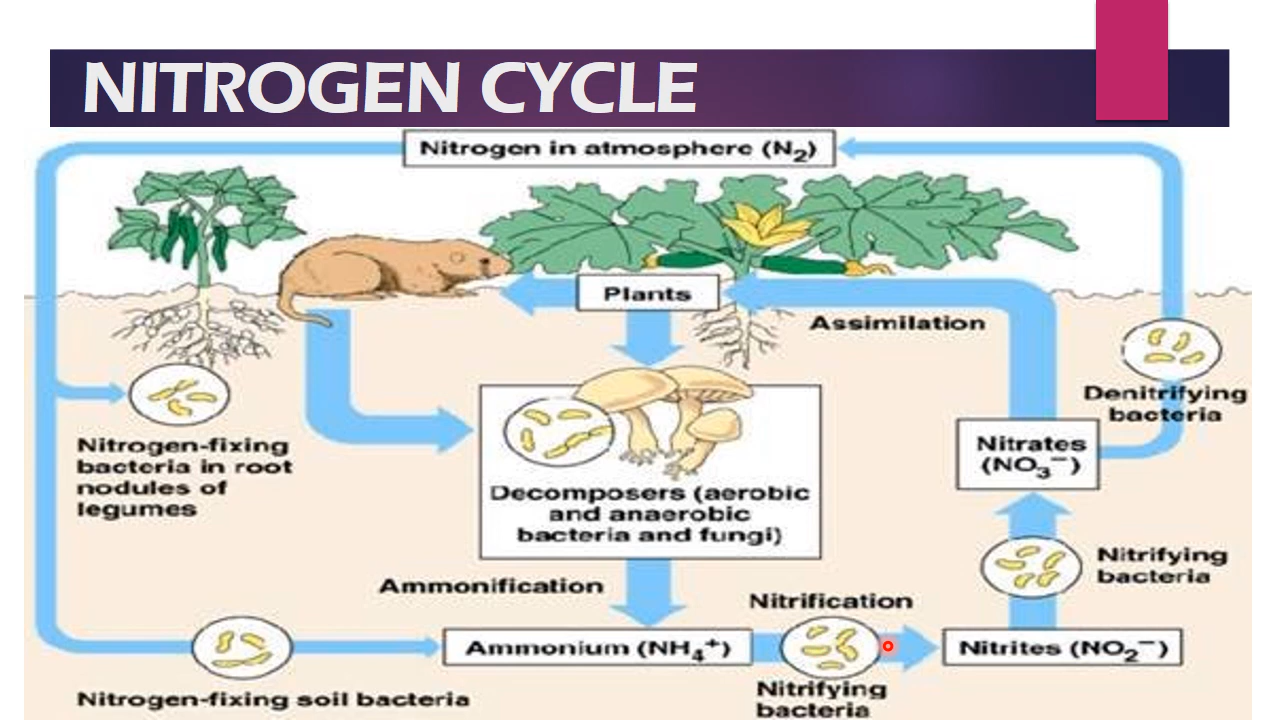 NITROGEN CYCLE
Nitrogen in atmosphere (N₂)
Plants
Assimilation
Denitrifying
bacteria
Nitrogen-fixing
bacteria in root
nodules of
legumes
Nitrates
(NO₃⁻)
Decomposers (aerobic
and anaerobic
bacteria and fungi)
Nitrifying
bacteria
Ammonification
Nitrification
Ammonium (NH₄⁺)
Nitrites (NO₂⁻)
Nitrogen-fixing soil bacteria
Nitrifying
bacteria